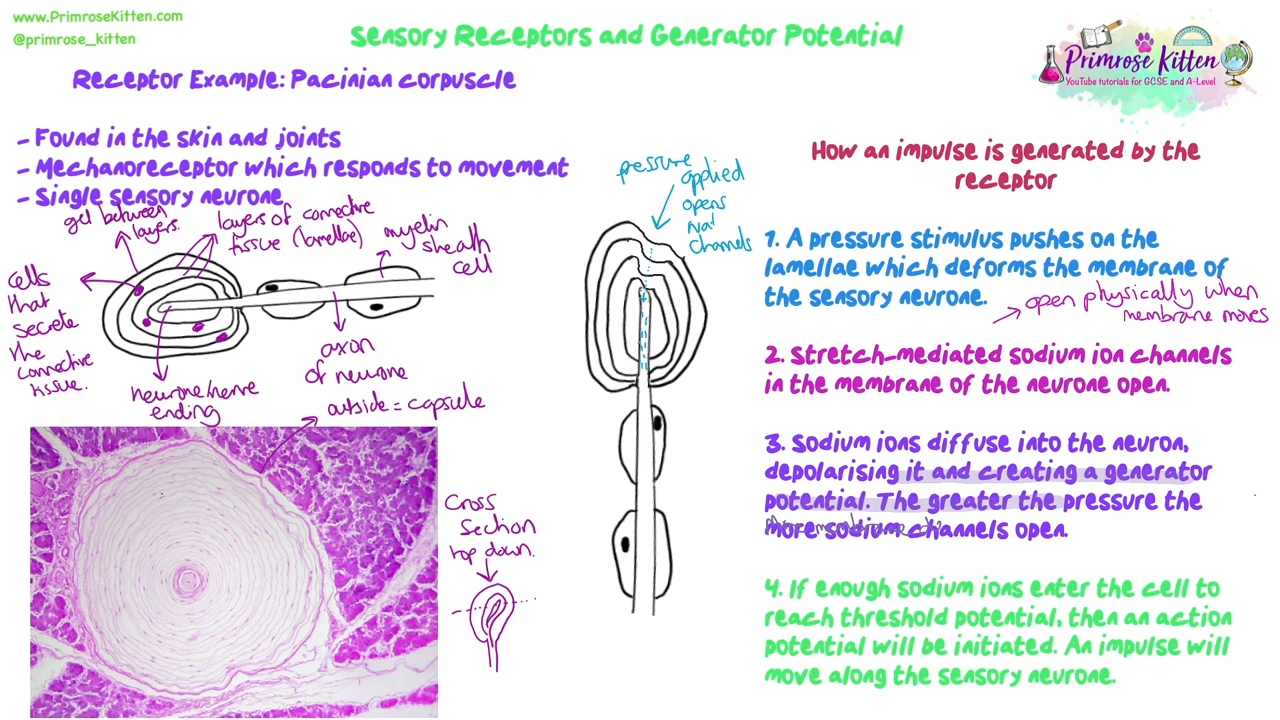 www.PrimroseKitten.com
@primrose_kitten
Sensory Receptors and Generator Potential
Primrose Kitten
YouTube tutorials for GCSE and A-Level
Receptor Example: Pacinian corpuscle
- Found in the skin and joints
- Mechanoreceptor which responds to movement
- Single sensory neurone
gel between
layers.
layers of connective
tissue (lamellae)
myelin
sheath
cell
cells
that
secrete
the
connective
tissue.
neurone/nerve
ending
axon
of neurone
outside = capsule
Cross
Section
top down.
pressure
applied
opens
Na+
channels
How an impulse is generated by the
receptor
1. A pressure stimulus pushes on the
lamellae which deforms the membrane of
the sensory neurone.
→ open physically when
membrane moves
2. Stretch-mediated sodium ion channels
in the membrane of the neurone open.
3. Sodium ions diffuse into the neuron,
depolarising it and creating a generator
potential. The greater the pressure the
more sodium channels open.
membrane
4. If enough sodium ions enter the cell to
reach threshold potential, then an action
potential will be initiated. An impulse will
move along the sensory neurone.